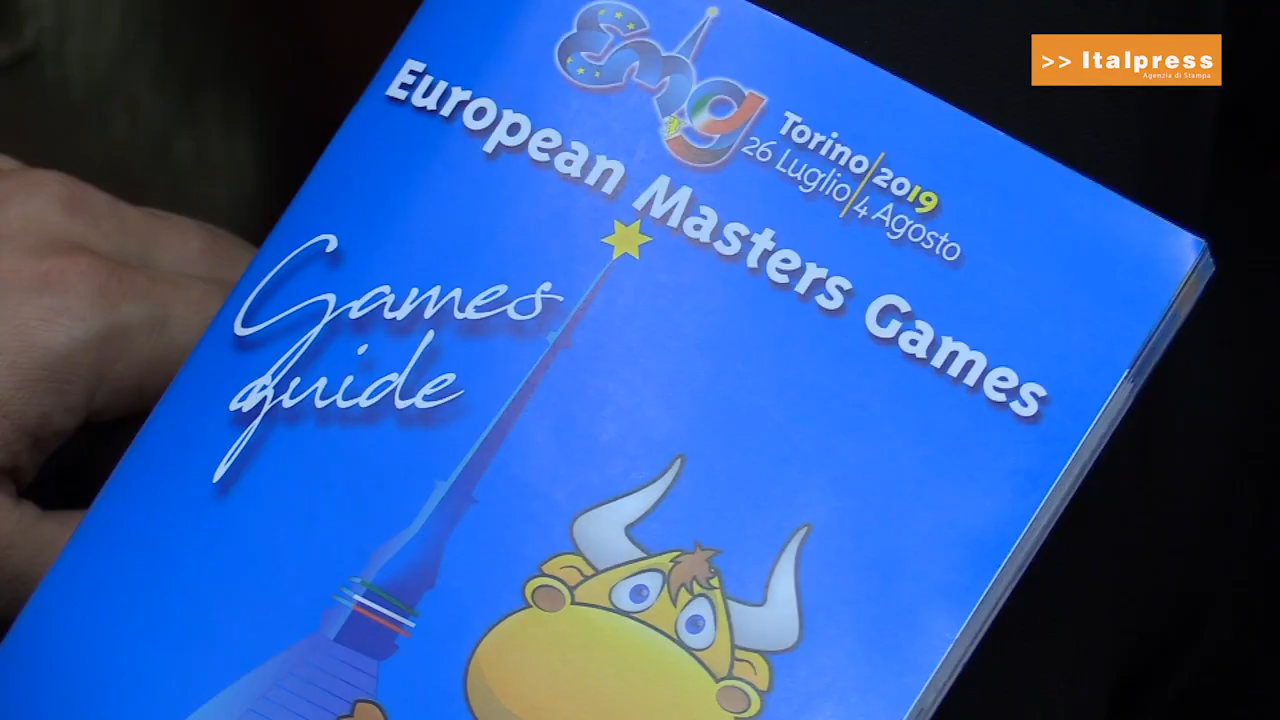 >> Italpress
Agenzia di Stampa
Emg
Torino/2019
26 Luglio/4 Agosto
European Masters Games
Games
guide